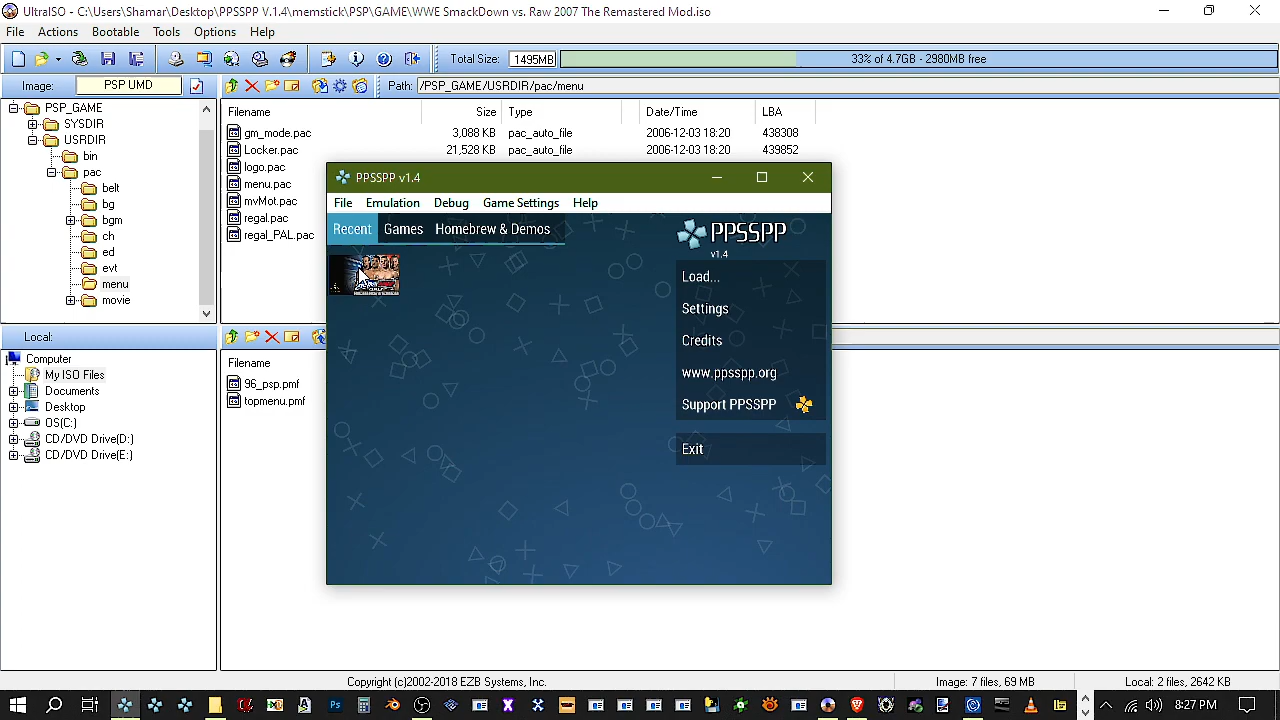 UltraISO - C:\Users\Shamar\Desktop\PPSSPP V.1.4\memstick\PSP\GAME\WWE SmackDown vs. Raw 2007 The Remastered Mod.iso
File Actions Bootable Tools Options Help
Total Size: 1495MB 33% of 4.7GB - 2980MB free
Image: PSP UMD Path: /PSP_GAME/USRDIR/pac/menu
PSP_GAME
SYSDIR
USRDIR
bin
pac
belt
bg
bgm
ch
ed
evt
menu
movie
Filename Size Type Date/Time LBA
gm_mode.pac 3,088 KB pac_auto_file 2006-12-03 18:20 438308
Locker.pac 21,528 KB pac_auto_file 2006-12-03 18:20 439852
logo.pac
menu.pac
mvMot.pac
regal.pac
regal_PAL.pac
PPSSPP v1.4
File Emulation Debug Game Settings Help
Recent Games Homebrew & Demos
PPSSPP
v1.4
Load...
Settings
Credits
www.ppsspp.org
Support PPSSPP
Exit
Local:
Computer
My ISO Files
Documents
Desktop
OS(C:)
CD/DVD Drive(D:)
CD/DVD Drive(E:)
Filename
96_psp.pmf
topmenu.pmf
Copyright (c)2002-2018 EZB Systems, Inc. Image: 7 files, 69 MB Local: 2 files, 2642 KB
8:27 PM